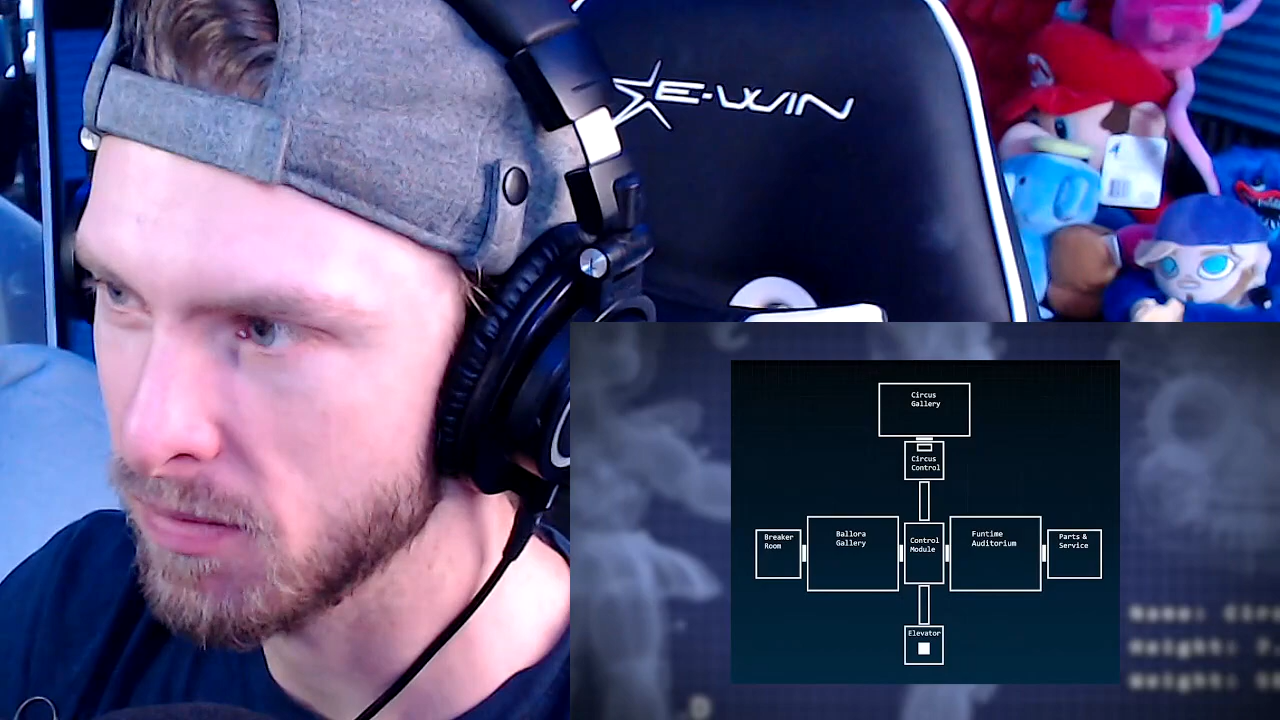 E-WIN
Circus
Gallery
Circus
Control
Breaker
Room
Ballora
Gallery
Control
Module
Funtime
Auditorium
Parts &
Service
Elevator